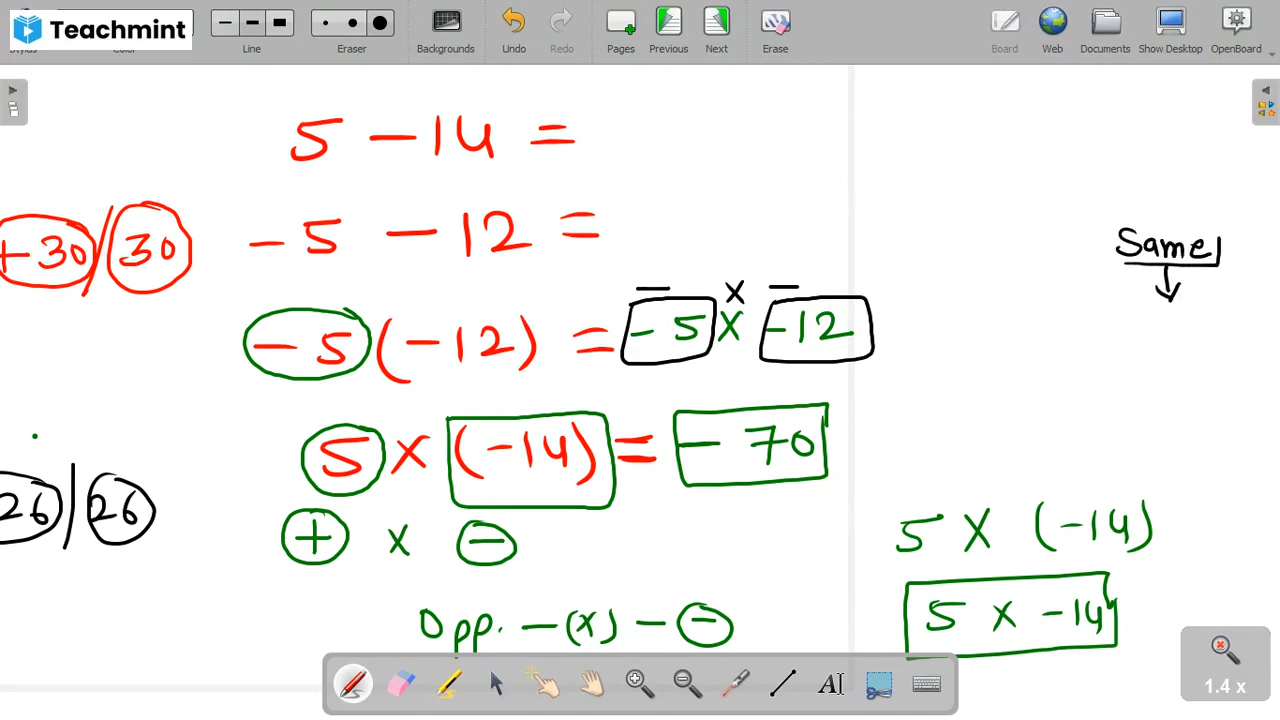 Teachmint
Line
Eraser
Backgrounds
Undo
Redo
Pages
Previous
Next
Erase
Board
Web
Documents
Show Desktop
OpenBoard
5 - 14 =
+30/30
- 5 - 12 =
Same
- x -
- 5 (-12) = - 5 x -12
5 x (-14) = - 70
26 | 26
+ x -
5 x (-14)
Opp. - (x) - -
5 x -14
1.4 x